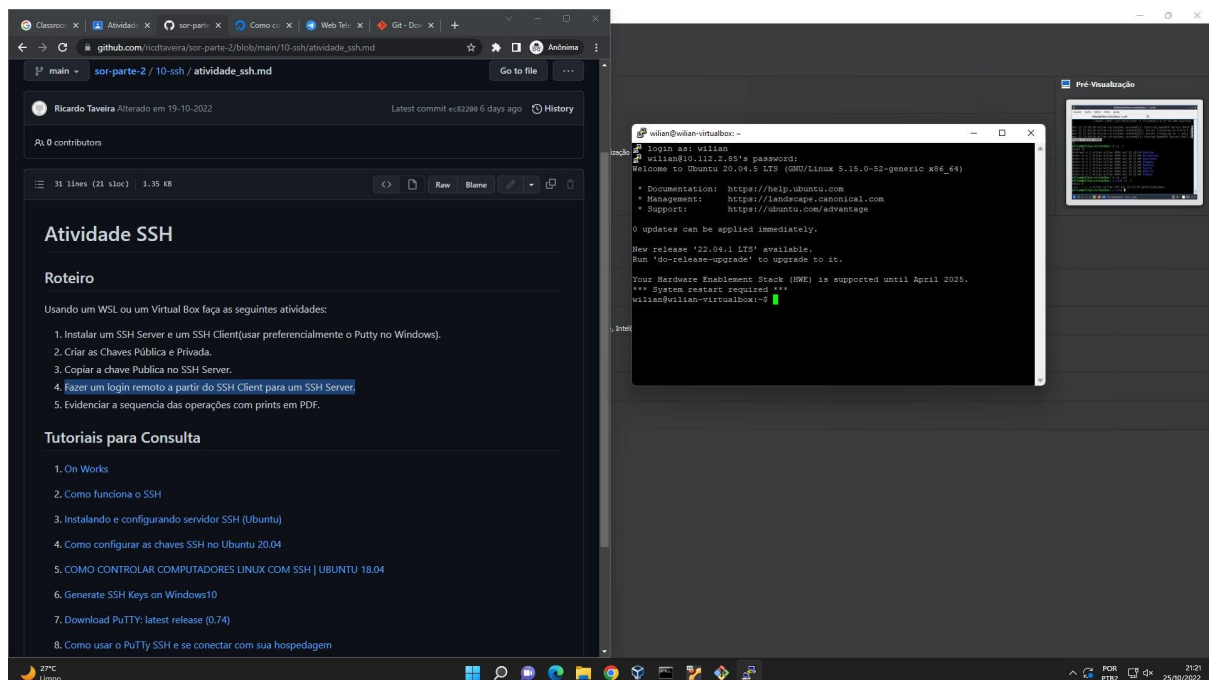 Classroo
Atividade
sor-parte
Como co
Web Tele
Git - Do
github.com/ricdtaveira/sor-parte-2/blob/main/10-ssh/atividade_ssh.md
Anônima
main
sor-parte-2 / 10-ssh / atividade_ssh.md
Go to file
Ricardo Taveira Alterado em 19-10-2022
Latest commit ec82200 6 days ago
History
0 contributors
31 lines (21 sloc) 1.35 KB
Raw
Blame
Atividade SSH
Roteiro
Usando um WSL ou um Virtual Box faça as seguintes atividades:
1. Instalar um SSH Server e um SSH Client(usar preferencialmente o Putty no Windows).
2. Criar as Chaves Pública e Privada.
3. Copiar a chave Publica no SSH Server.
4. Fazer um login remoto a partir do SSH Client para um SSH Server.
5. Evidenciar a sequencia das operações com prints em PDF.
Tutoriais para Consulta
1. On Works
2. Como funciona o SSH
3. Instalando e configurando servidor SSH (Ubuntu)
4. Como configurar as chaves SSH no Ubuntu 20.04
5. COMO CONTROLAR COMPUTADORES LINUX COM SSH | UBUNTU 18.04
6. Generate SSH Keys on Windows10
7. Download PuTTY: latest release (0.74)
8. Como usar o PuTTy SSH e se conectar com sua hospedagem
ização
, Intel
wilian@wilian-virtualbox: ~
login as: wilian
wilian@10.112.2.85's password:
Welcome to Ubuntu 20.04.5 LTS (GNU/Linux 5.15.0-52-generic x86_64)
* Documentation: https://help.ubuntu.com
* Management: https://landscape.canonical.com
* Support: https://ubuntu.com/advantage
0 updates can be applied immediately.
New release '22.04.1 LTS' available.
Run 'do-release-upgrade' to upgrade to it.
Your Hardware Enablement Stack (HWE) is supported until April 2025.
*** System restart required ***
wilian@wilian-virtualbox:~$
Pré-Visualização
27°C
Limpo
POR
PTB2
21:21
25/10/2022